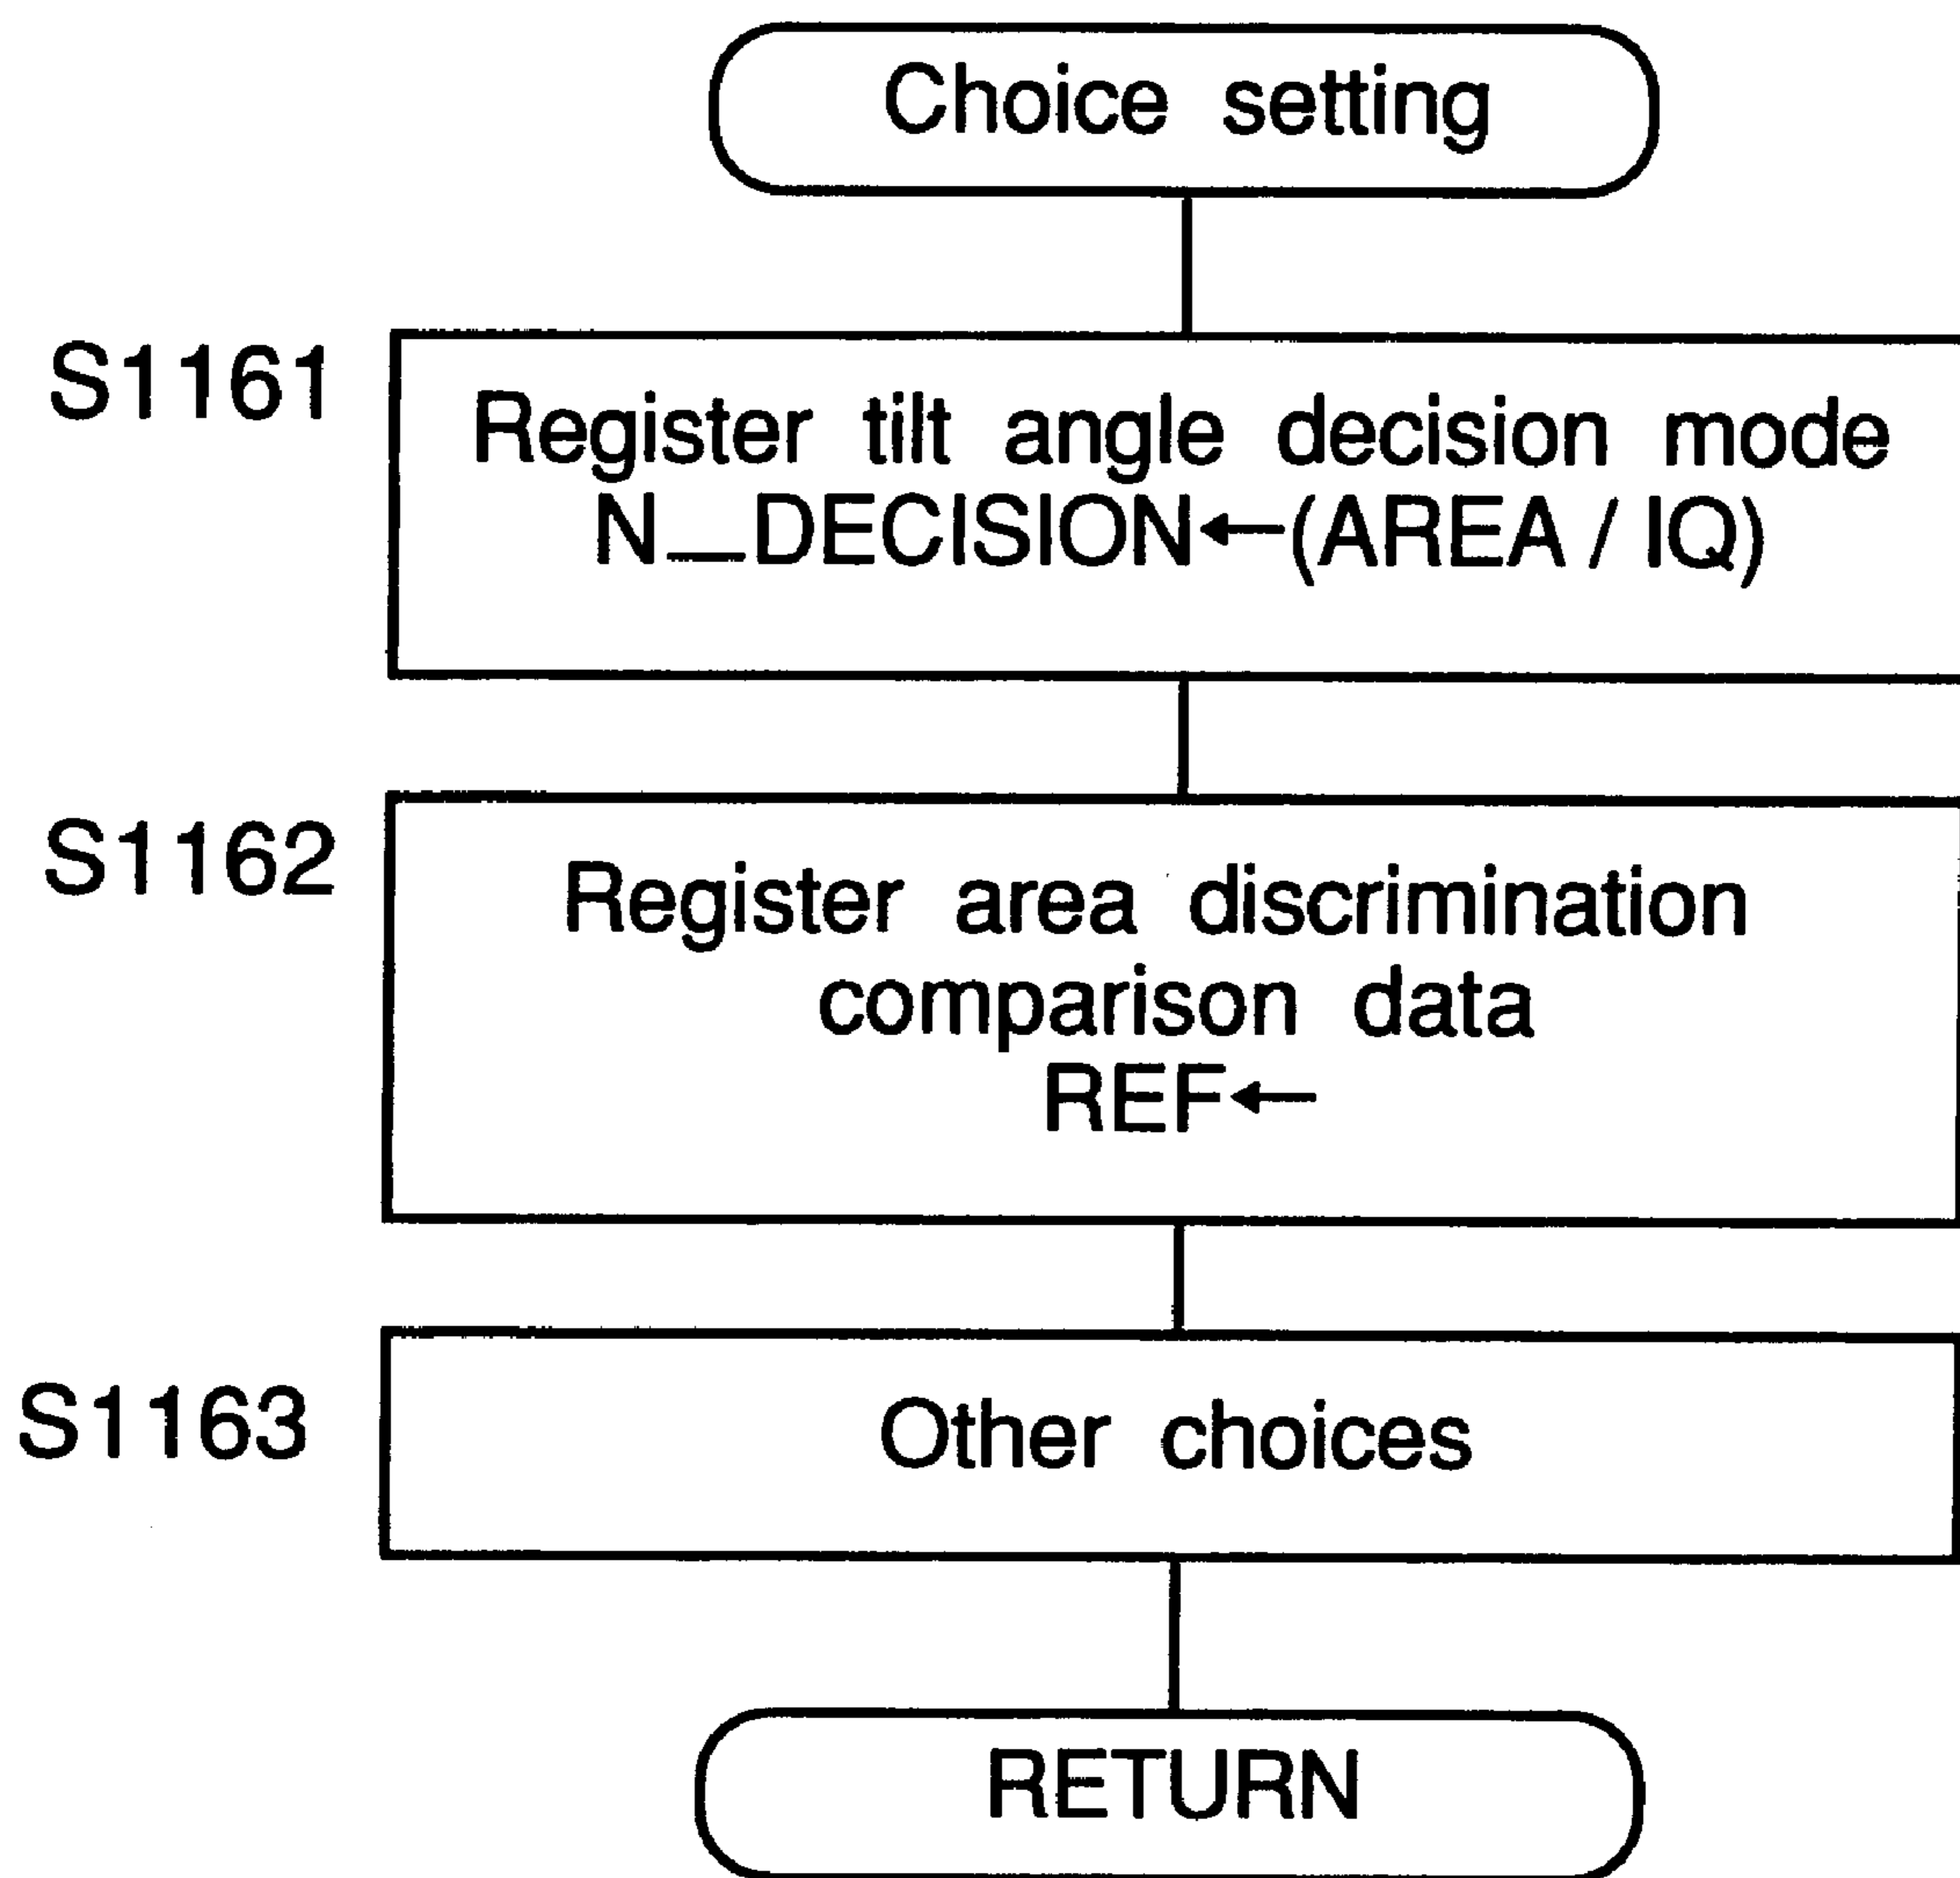 Choice setting
S1161
Register tilt angle decision mode
N_DECISION←(AREA / IQ)
S1162
Register area discrimination
comparison data
REF←
S1163
Other choices
RETURN